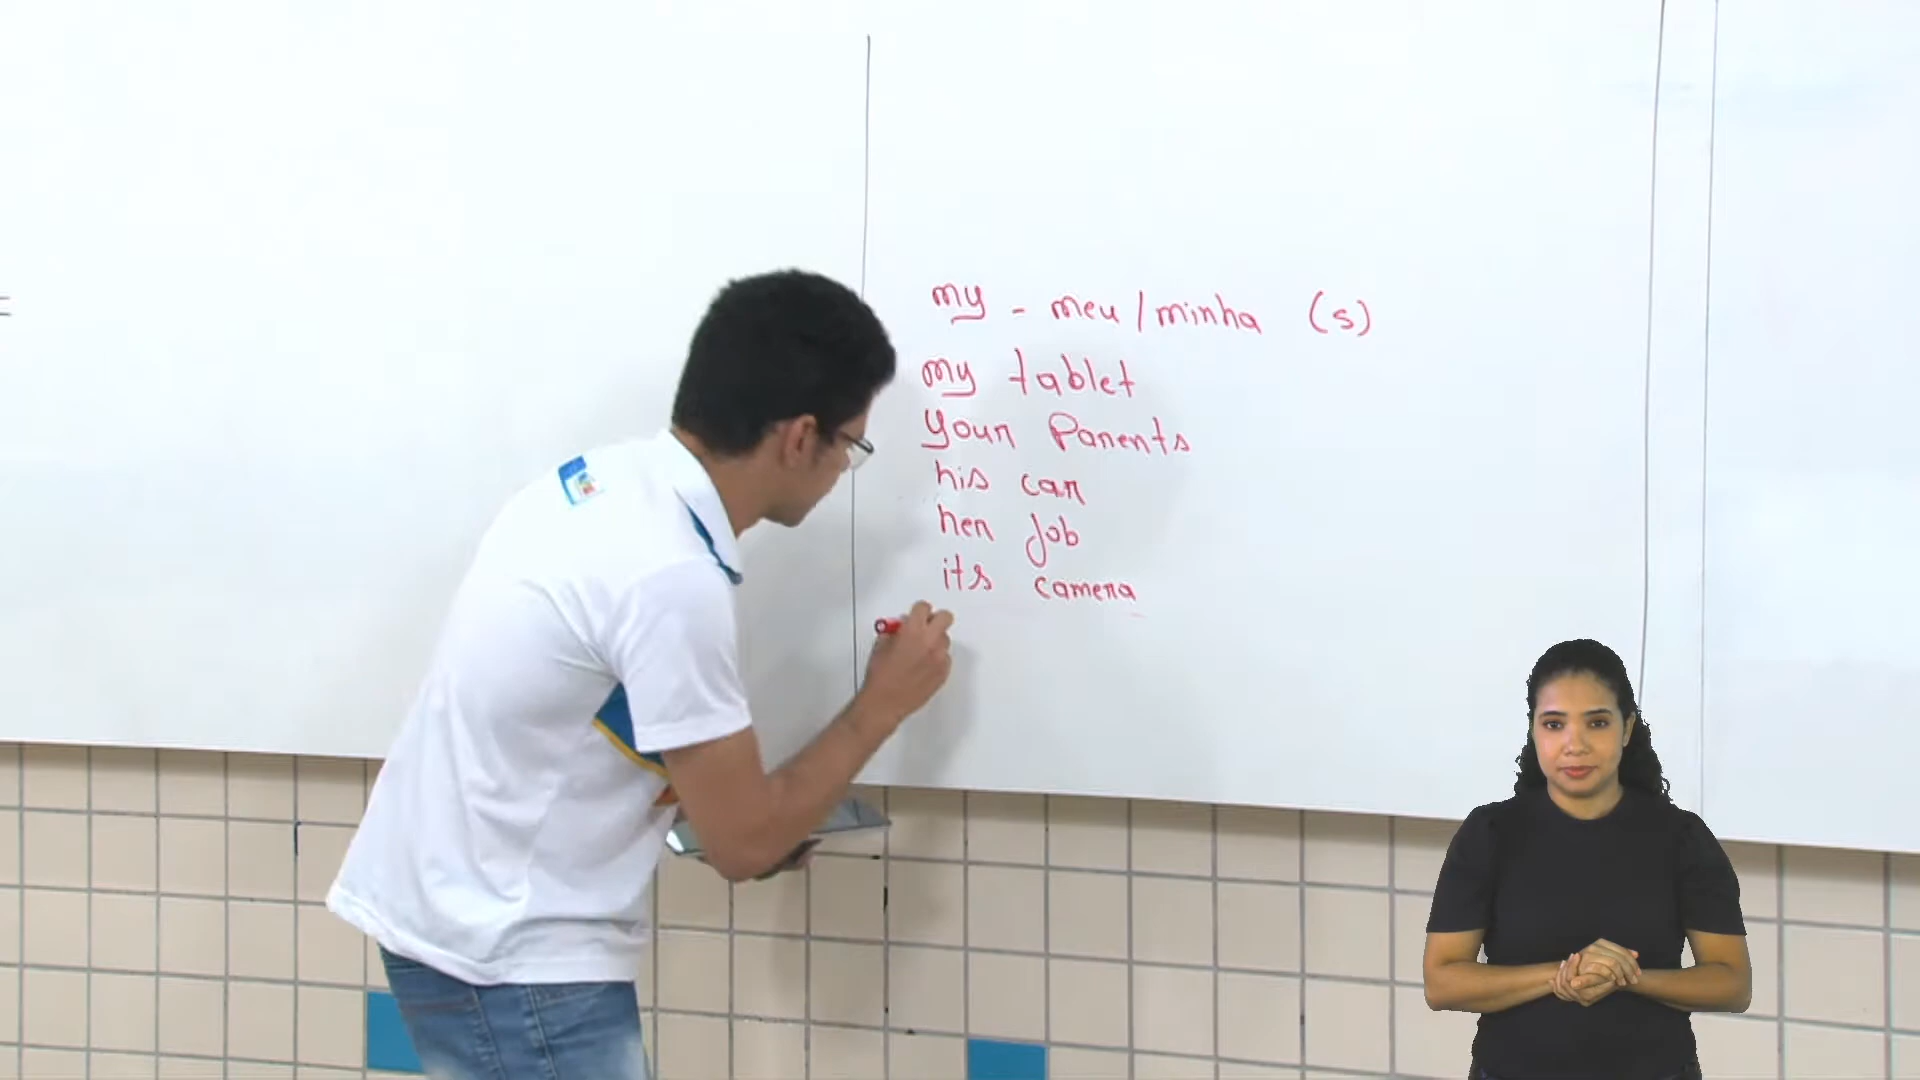 my - meu/minha (s)
my tablet
your Parents
his car
her job
its camera